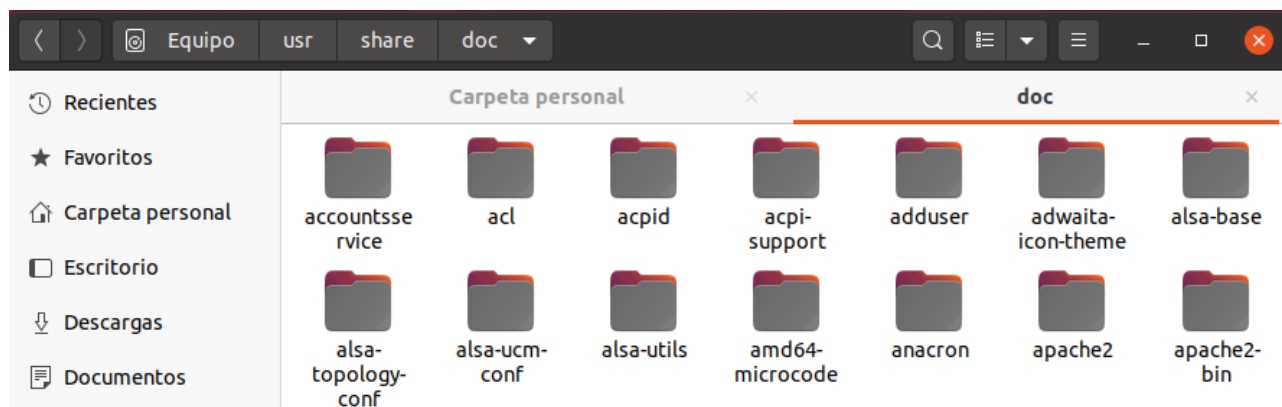 Equipo usr share doc
Recientes
Favoritos
Carpeta personal
Escritorio
Descargas
Documentos
Carpeta personal doc
accountsse
rvice
acl
acpid
acpi-
support
adduser
adwaita-
icon-theme
alsa-base
alsa-
topology-
conf
alsa-ucm-
conf
alsa-utils
amd64-
microcode
anacron
apache2
apache2-
bin